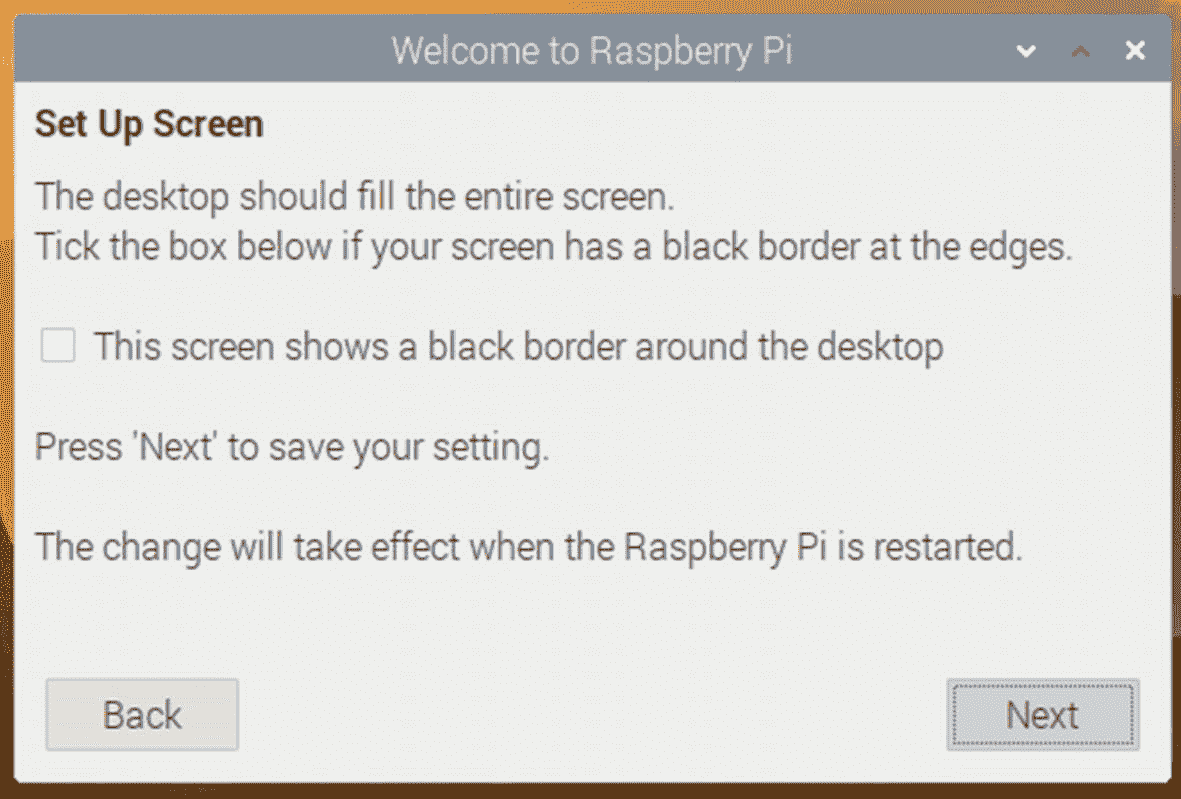 Welcome to Raspberry Pi
Set Up Screen
The desktop should fill the entire screen.
Tick the box below if your screen has a black border at the edges.
This screen shows a black border around the desktop
Press 'Next' to save your setting.
The change will take effect when the Raspberry Pi is restarted.
Back
Next